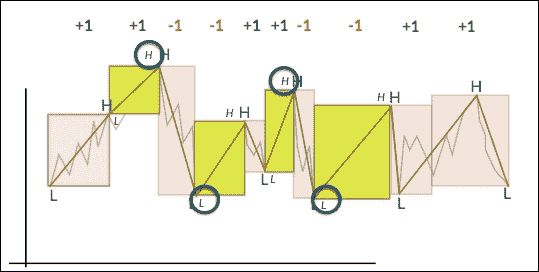 +1 +1 -1 -1 +1 +1 -1 -1 +1 +1
H H
H L
H H
H H H
H
L L
L L
L L L L L